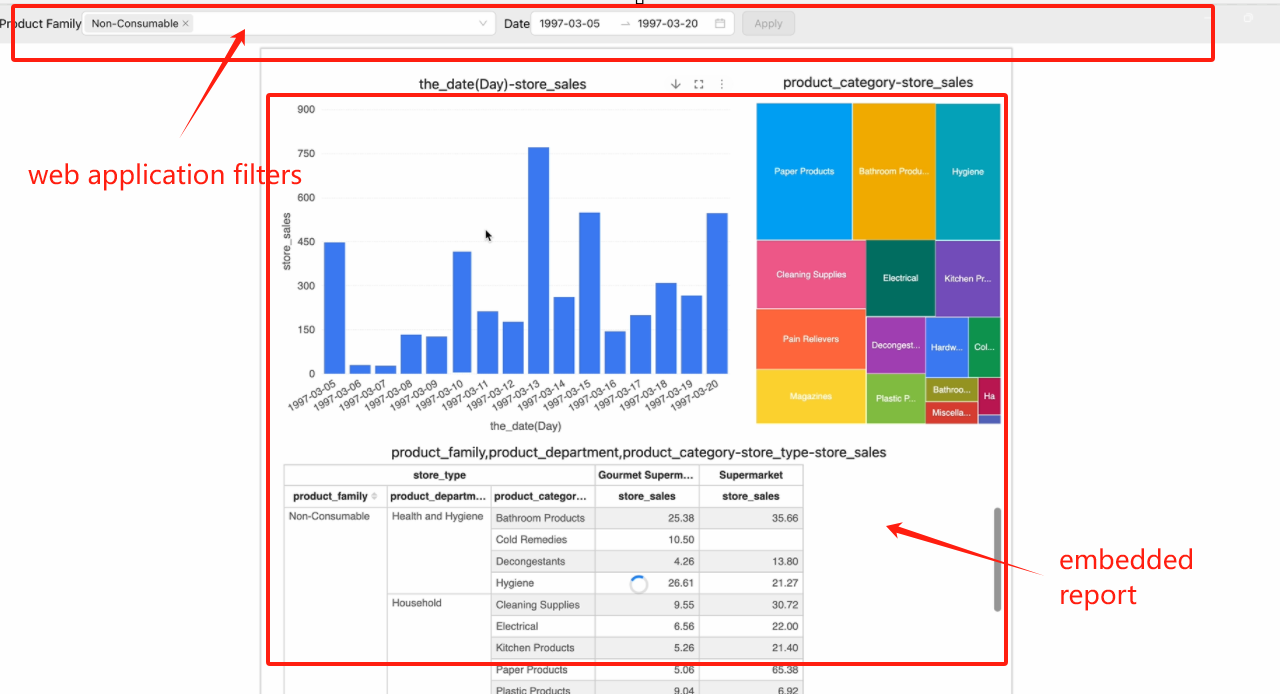 Product Family Non-Consumable × Date 1997-03-05 → 1997-03-20 Apply
web application filters
the_date(Day)-store_sales
900
750
600
450
300
150
0
store_sales
1997-03-05 1997-03-06 1997-03-07 1997-03-08 1997-03-09 1997-03-10 1997-03-11 1997-03-12 1997-03-13 1997-03-14 1997-03-15 1997-03-16 1997-03-17 1997-03-18 1997-03-19 1997-03-20
the_date(Day)
product_category-store_sales
Paper Products Bathroom Produ... Hygiene
Cleaning Supplies Electrical Kitchen Pr...
Pain Relievers Decongest... Hardw... Col...
Magazines Plastic P... Bathroo... Ha
Miscella...
product_family,product_department,product_category-store_type-store_sales
store_type Gourmet Superm... Supermarket
product_family product_departm... product_categor... store_sales store_sales
Non-Consumable Health and Hygiene Bathroom Products 25.38 35.66
Cold Remedies 10.50
Decongestants 4.26 13.80
Hygiene 26.61 21.27
Household Cleaning Supplies 9.55 30.72
Electrical 6.56 22.00
Kitchen Products 5.26 21.40
Paper Products 5.06 65.38
Plastic Products 9.04 6.92
embedded
report